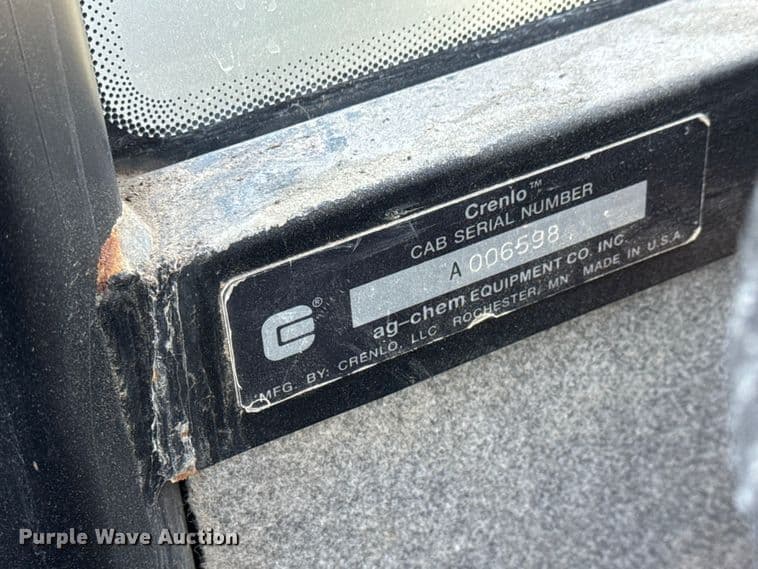 Crenlo™
CAB SERIAL NUMBER
A 006598
ag-chem EQUIPMENT CO. INC.
MFG. BY: CRENLO, LLC ROCHESTER, MN MADE IN U.S.A.
®
Purple Wave Auction